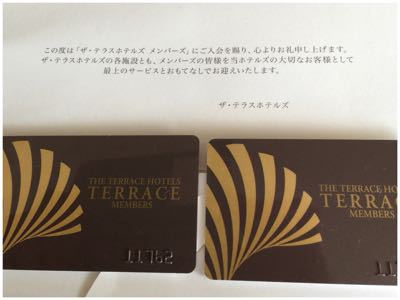 この度は「ザ・テラスホテルズ メンバーズ」にご入会を賜り、心よりお礼申し上げます。
ザ・テラスホテルズの各施設とも、メンバーズの皆様を当ホテルズの大切なお客様として
最上のサービスとおもてなしでお迎えいたします。
ザ・テラスホテルズ
THE TERRACE HOTELS
TERRACE
MEMBERS
THE TERRACE HO
TERRA
MEMBERS